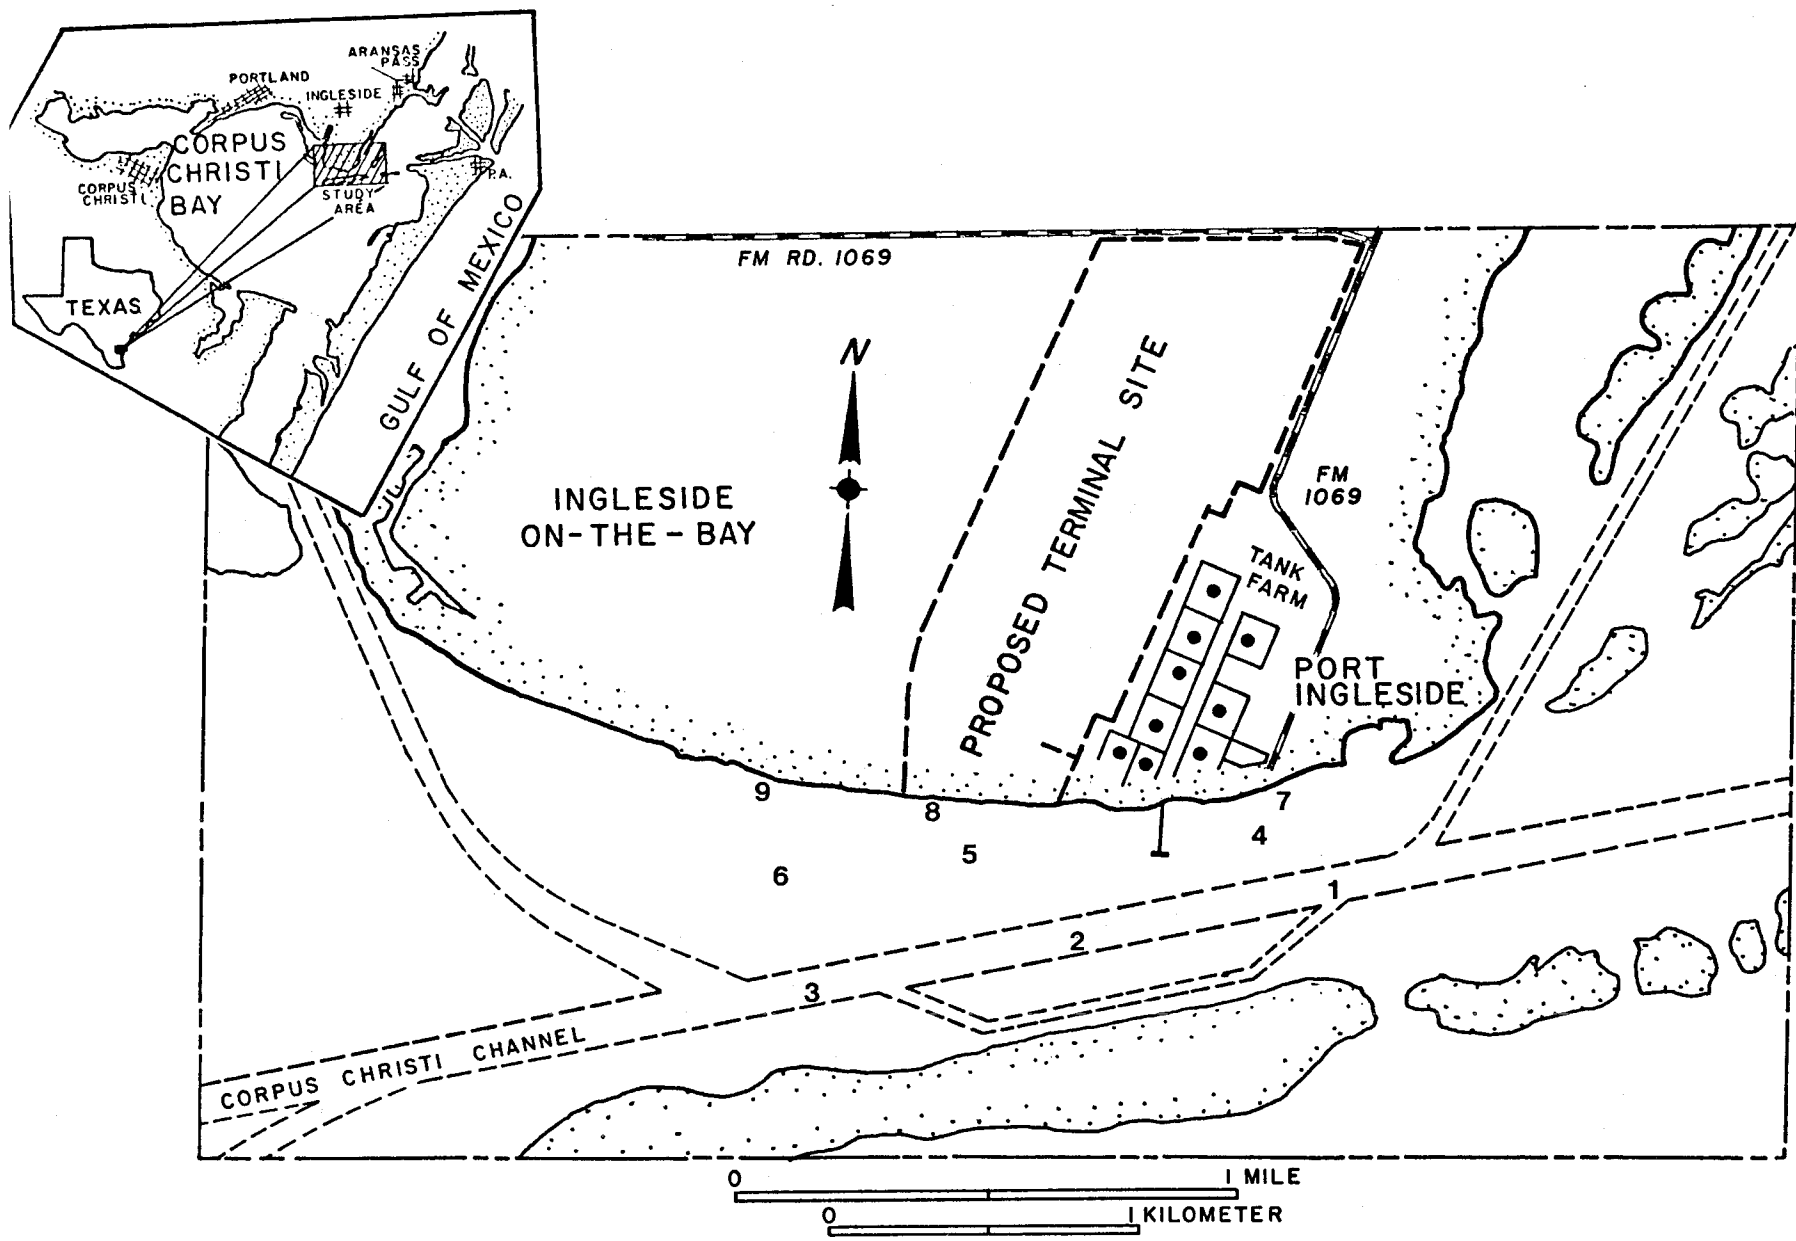 ARANSAS
PASS
PORTLAND
INGLESIDE
CORPUS
CHRISTI
BAY
CORPUS
CHRISTI
P.A.
STUDY
AREA
TEXAS
GULF OF MEXICO
FM RD. 1069
N
PROPOSED TERMINAL SITE
FM
1069
INGLESIDE
ON-THE-BAY
TANK
FARM
PORT
INGLESIDE
9
8
7
4
5
6
1
2
3
CORPUS CHRISTI CHANNEL
0 1 MILE
0 1 KILOMETER